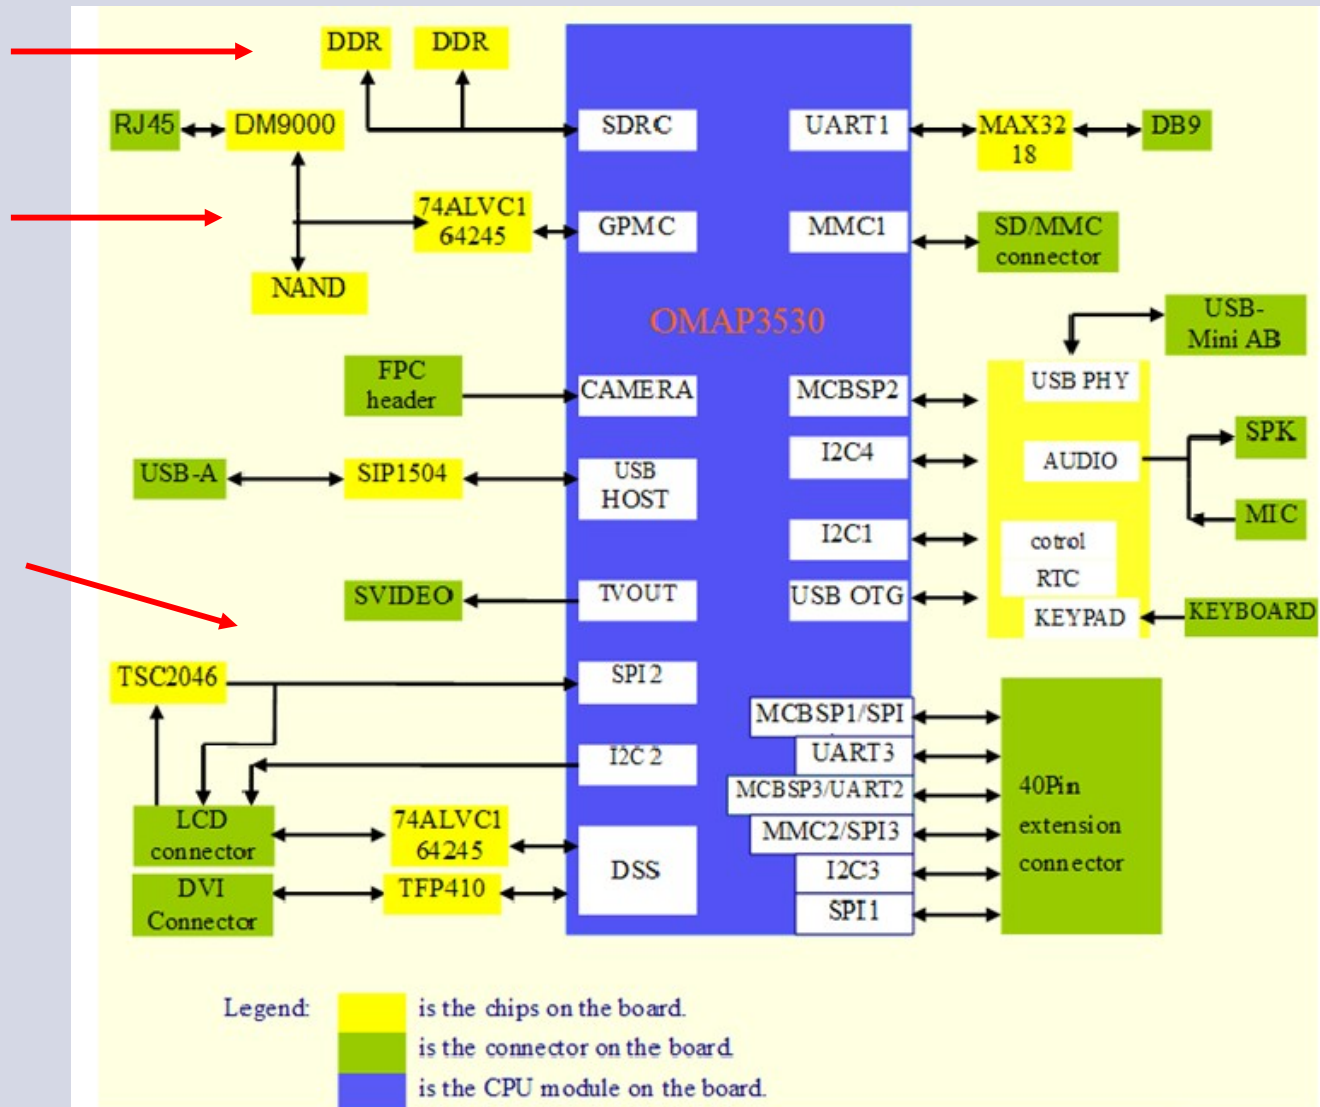 DDR
DDR
RJ45
DM9000
SDRC
UART1
MAX32
18
DB9
74ALVC1
64245
GPMC
MMC1
SD/MMC
connector
NAND
OMAP3530
USB-
Mini AB
FPC
header
CAMERA
MCBSP2
USB PHY
USB-A
SIP1504
USB
HOST
I2C4
AUDIO
SPK
MIC
I2C1
cotrol
RTC
SVIDEO
TVOUT
USB OTG
KEYPAD
KEYBOARD
TSC2046
SPI2
MCBSP1/SPI
I2C2
UART3
MCBSP3/UART2
40Pin
extension
connector
LCD
connector
74ALVC1
64245
MMC2/SPI3
DSS
I2C3
DVI
Connector
TFP410
SPI1
Legend:
is the chips on the board.
is the connector on the board.
is the CPU module on the board.